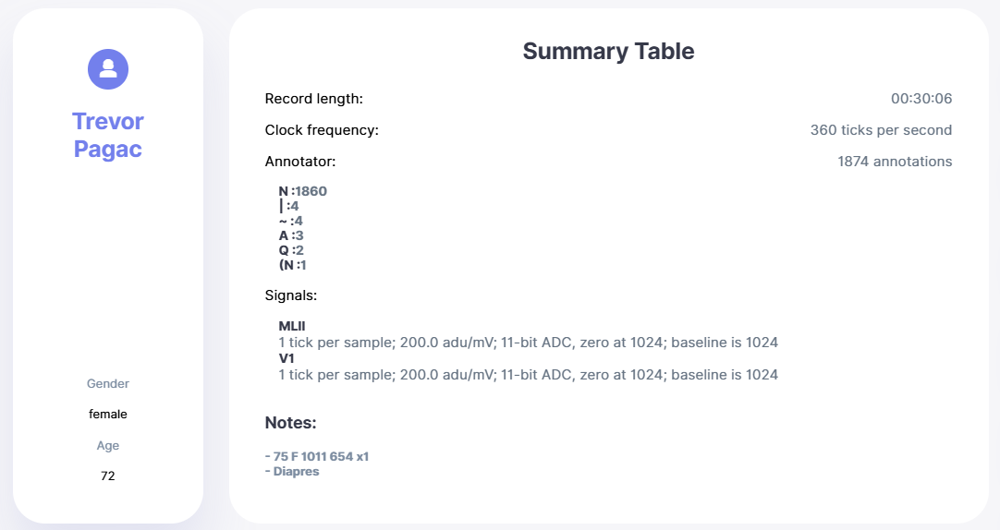 Trevor
Pagac
Gender
female
Age
72
Summary Table
Record length: 00:30:06
Clock frequency: 360 ticks per second
Annotator: 1874 annotations
N :1860
| :4
~ :4
A :3
Q :2
(N :1
Signals:
MLII
1 tick per sample; 200.0 adu/mV; 11-bit ADC, zero at 1024; baseline is 1024
V1
1 tick per sample; 200.0 adu/mV; 11-bit ADC, zero at 1024; baseline is 1024
Notes:
- 75 F 1011 654 x1
- Diapres